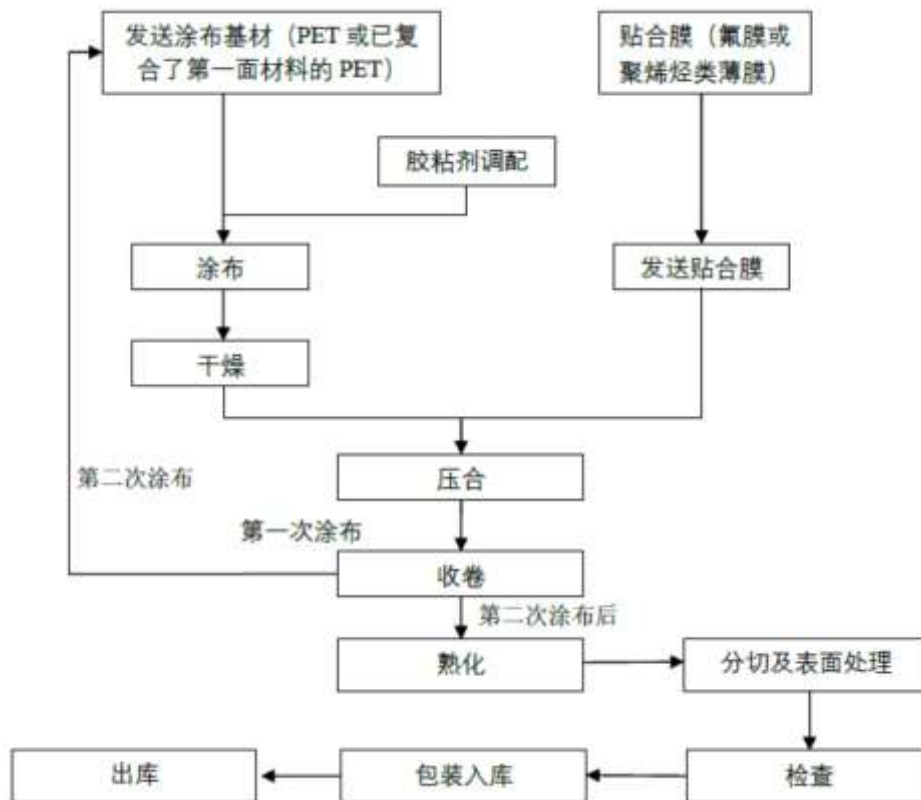 发送涂布基材（PET 或已复
合了第一面材料的 PET）
贴合膜（氟膜或
聚烯烃类薄膜）
胶粘剂调配
涂布
发送贴合膜
干燥
第二次涂布
压合
第一次涂布
收卷
第二次涂布后
熟化
分切及表面处理
出库
包装入库
检查